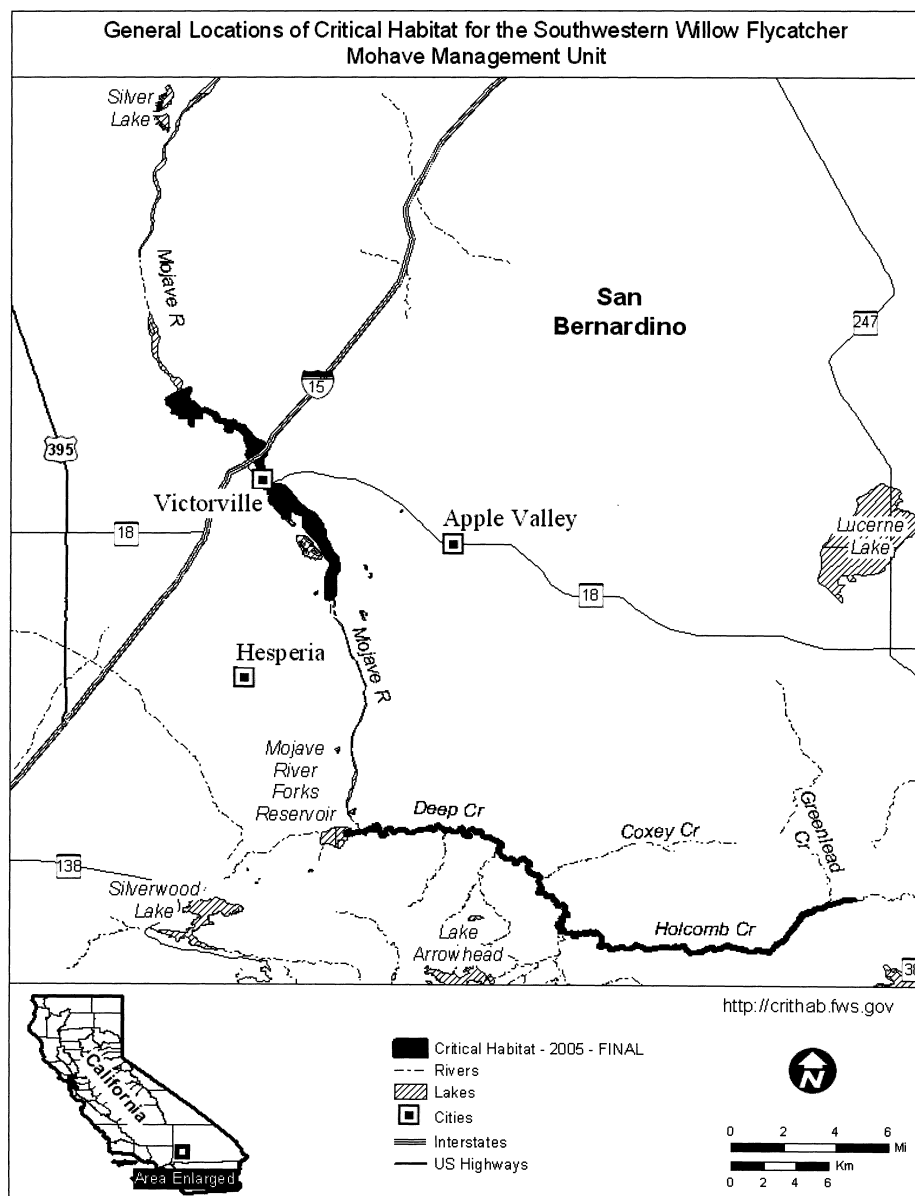 General Locations of Critical Habitat for the Southwestern Willow Flycatcher
Mohave Management Unit
Silver
Lake
Mojave R
San
Bernardino
247
15
395
Victorville
18
Apple Valley
Lucerne
Lake
18
Hesperia
Mojave R
Mojave
River
Forks
Reservoir
Deep Cr
Coxey Cr
Greenlead
Cr
138
Silverwood
Lake
Lake
Arrowhead
Holcomb Cr
California
Area Enlarged
http://crithab.fws.gov
Critical Habitat - 2005 - FINAL
Rivers
Lakes
Cities
Interstates
US Highways
N
0 2 4 6
Mi
Km
0 2 4 6